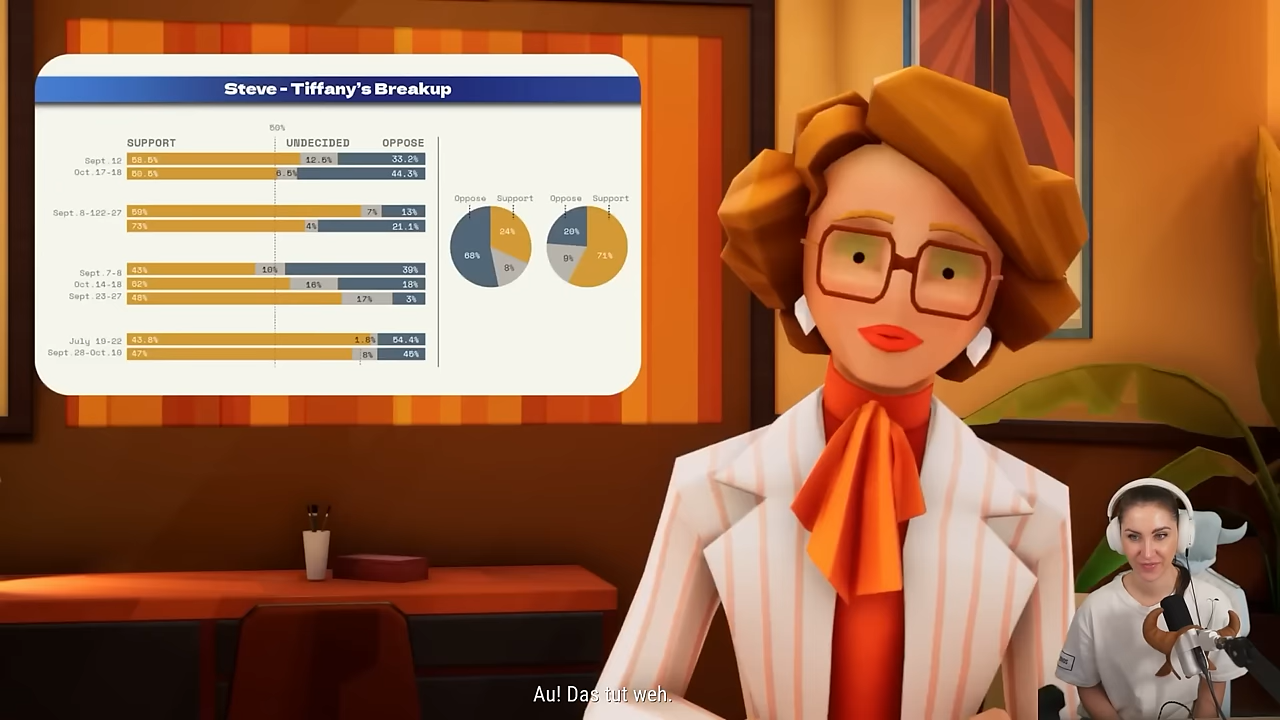 Steve - Tiffany's Breakup
50%
SUPPORT UNDECIDED OPPOSE
Sept.12 58.5% 12.5% 33.2%
Oct.17-18 50.5% 6.5% 44.3%
Sept.8-122-27 50% 7% 13%
73% 4% 21.1%
Sept.7-8 43% 10% 39%
Oct.14-18 62% 16% 18%
Sept.23-27 48% 17% 3%
July 19-22 43.8% 1.8% 54.4%
Sept.28-Oct.10 47% 8% 45%
Oppose Support Oppose Support
24%
68%
8%
20%
71%
9%
Au! Das tut weh.